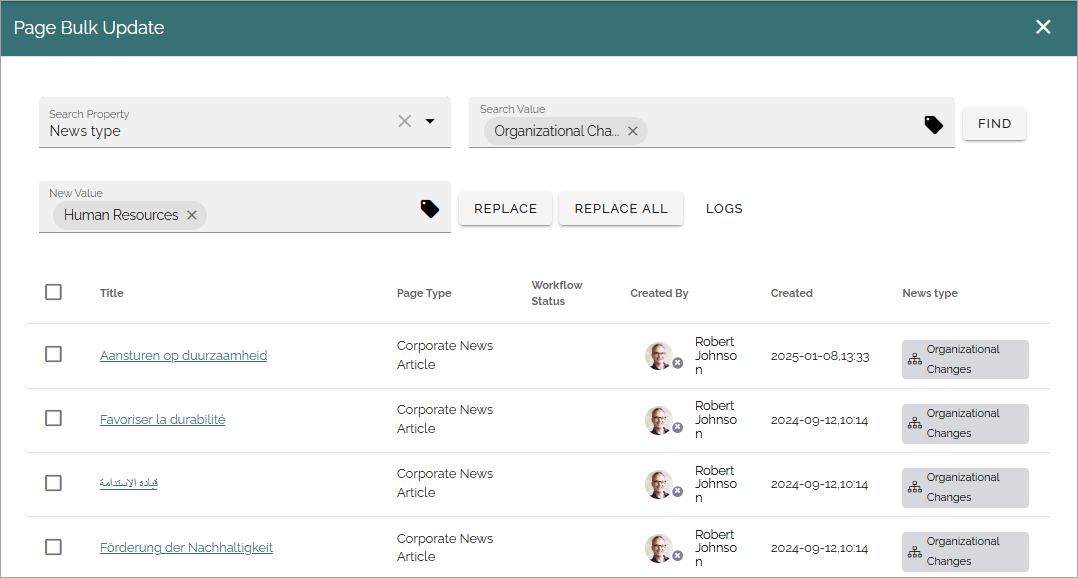 Page Bulk Update
Search Property
News type
Search Value
Organizational Cha...
FIND
New Value
Human Resources
REPLACE
REPLACE ALL
LOGS
Title
Page Type
Workflow
Status
Created By
Created
News type
Aansturen op duurzaamheid
Corporate News
Article
Robert
Johnso
n
2025-01-08,13:33
Organizational
Changes
Favoriser la durabilité
Corporate News
Article
Robert
Johnso
n
2024-09-12,10:14
Organizational
Changes
قيادة الاستدامة
Corporate News
Article
Robert
Johnso
n
2024-09-12,10:14
Organizational
Changes
Förderung der Nachhaltigkeit
Corporate News
Article
Robert
Johnso
n
2024-09-12,10:14
Organizational
Changes